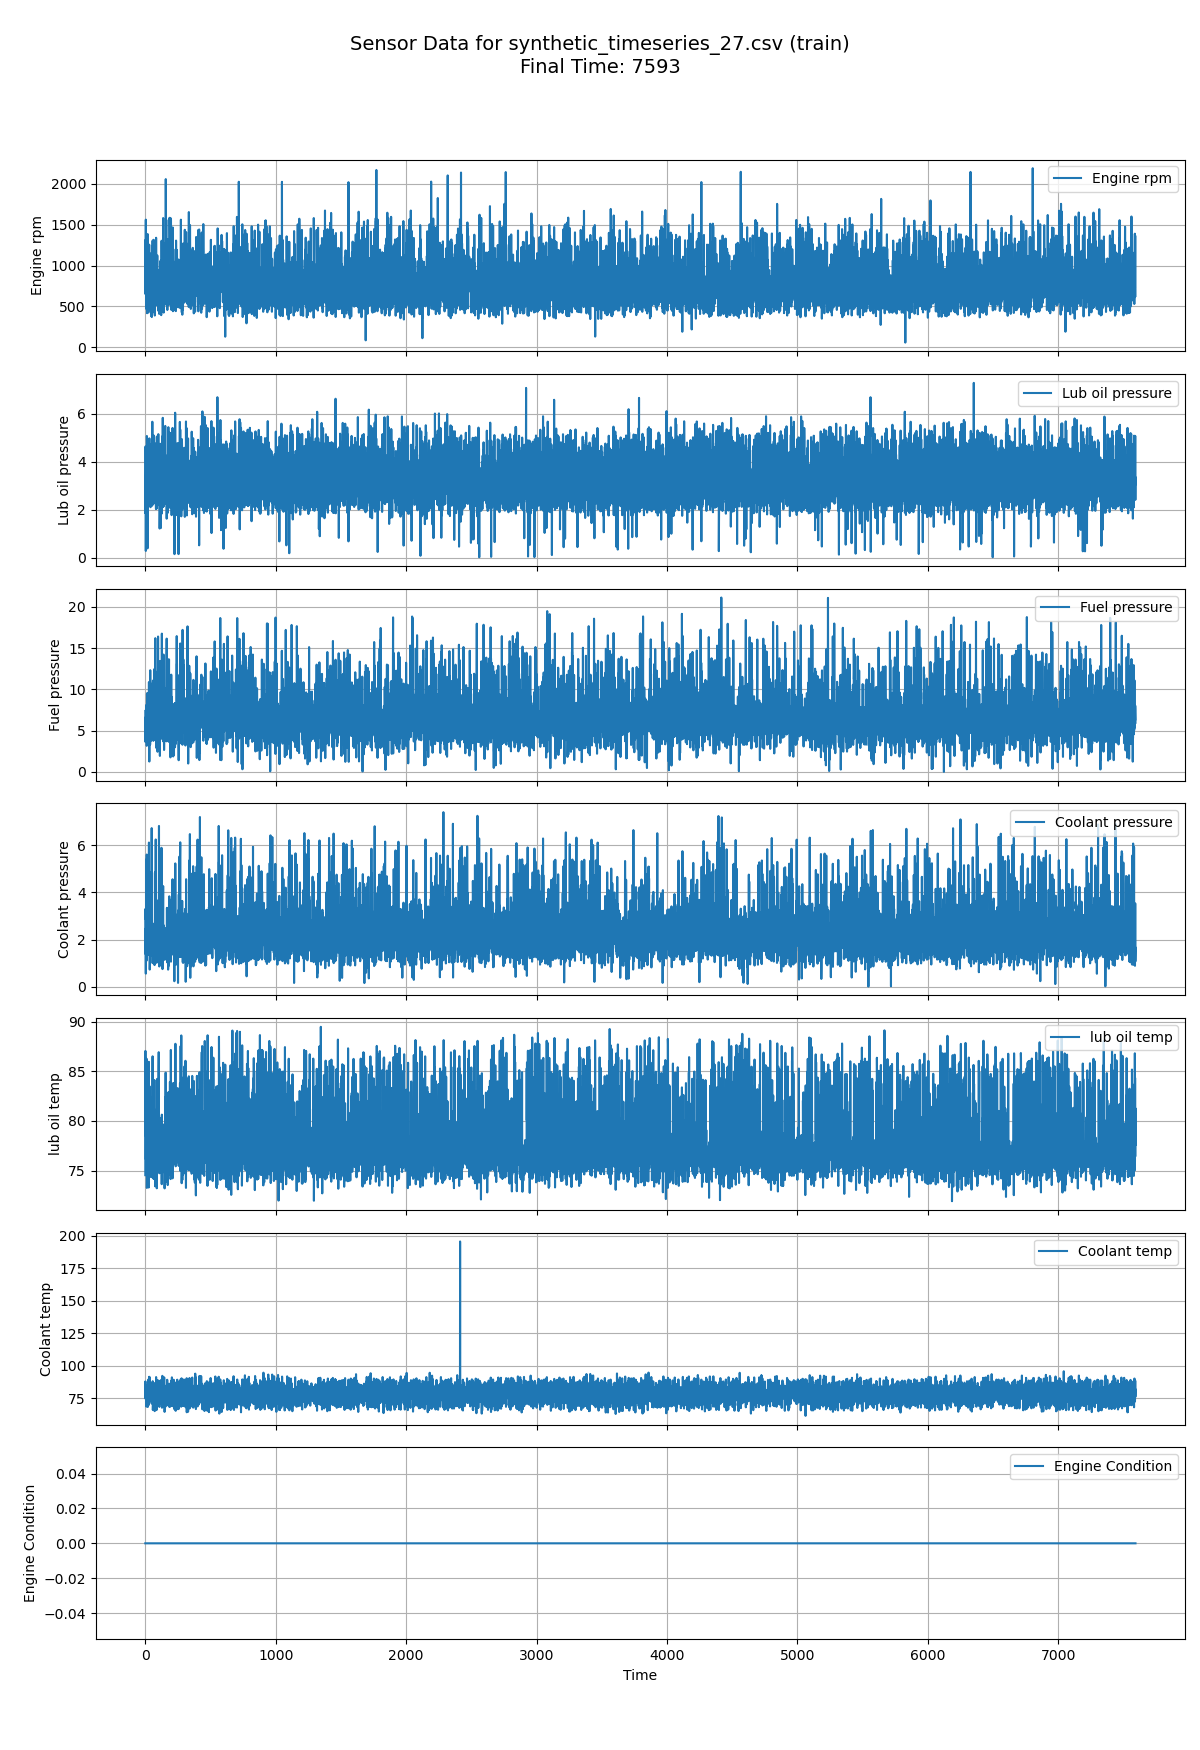 Sensor Data for synthetic_timeseries_27.csv (train)
Final Time: 7593
Engine rpm
2000
1500
1000
500
0
Engine rpm
Lub oil pressure
6
4
2
0
Lub oil pressure
Fuel pressure
20
15
10
5
0
Fuel pressure
Coolant pressure
6
4
2
0
Coolant pressure
lub oil temp
90
85
80
75
lub oil temp
Coolant temp
200
175
150
125
100
75
Coolant temp
Engine Condition
0.04
0.02
0.00
−0.02
−0.04
Engine Condition
0 1000 2000 3000 4000 5000 6000 7000
Time